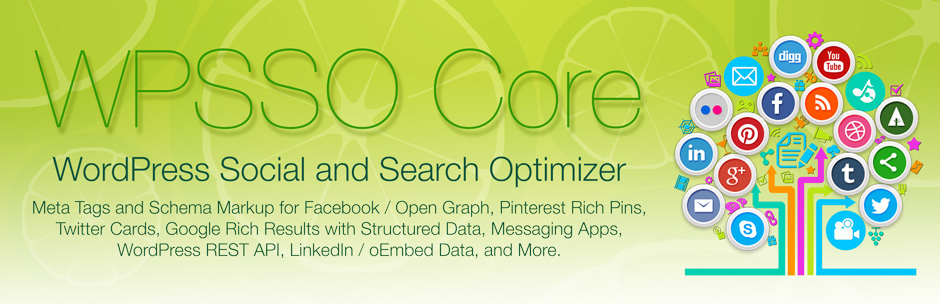 WPSSO Core
WordPress Social and Search Optimizer
Meta Tags and Schema Markup for Facebook / Open Graph, Pinterest Rich Pins,
Twitter Cards, Google Rich Results with Structured Data, Messaging Apps,
WordPress REST API, LinkedIn / oEmbed Data, and More.
digg
You
Tube
f
in
g+
t
S